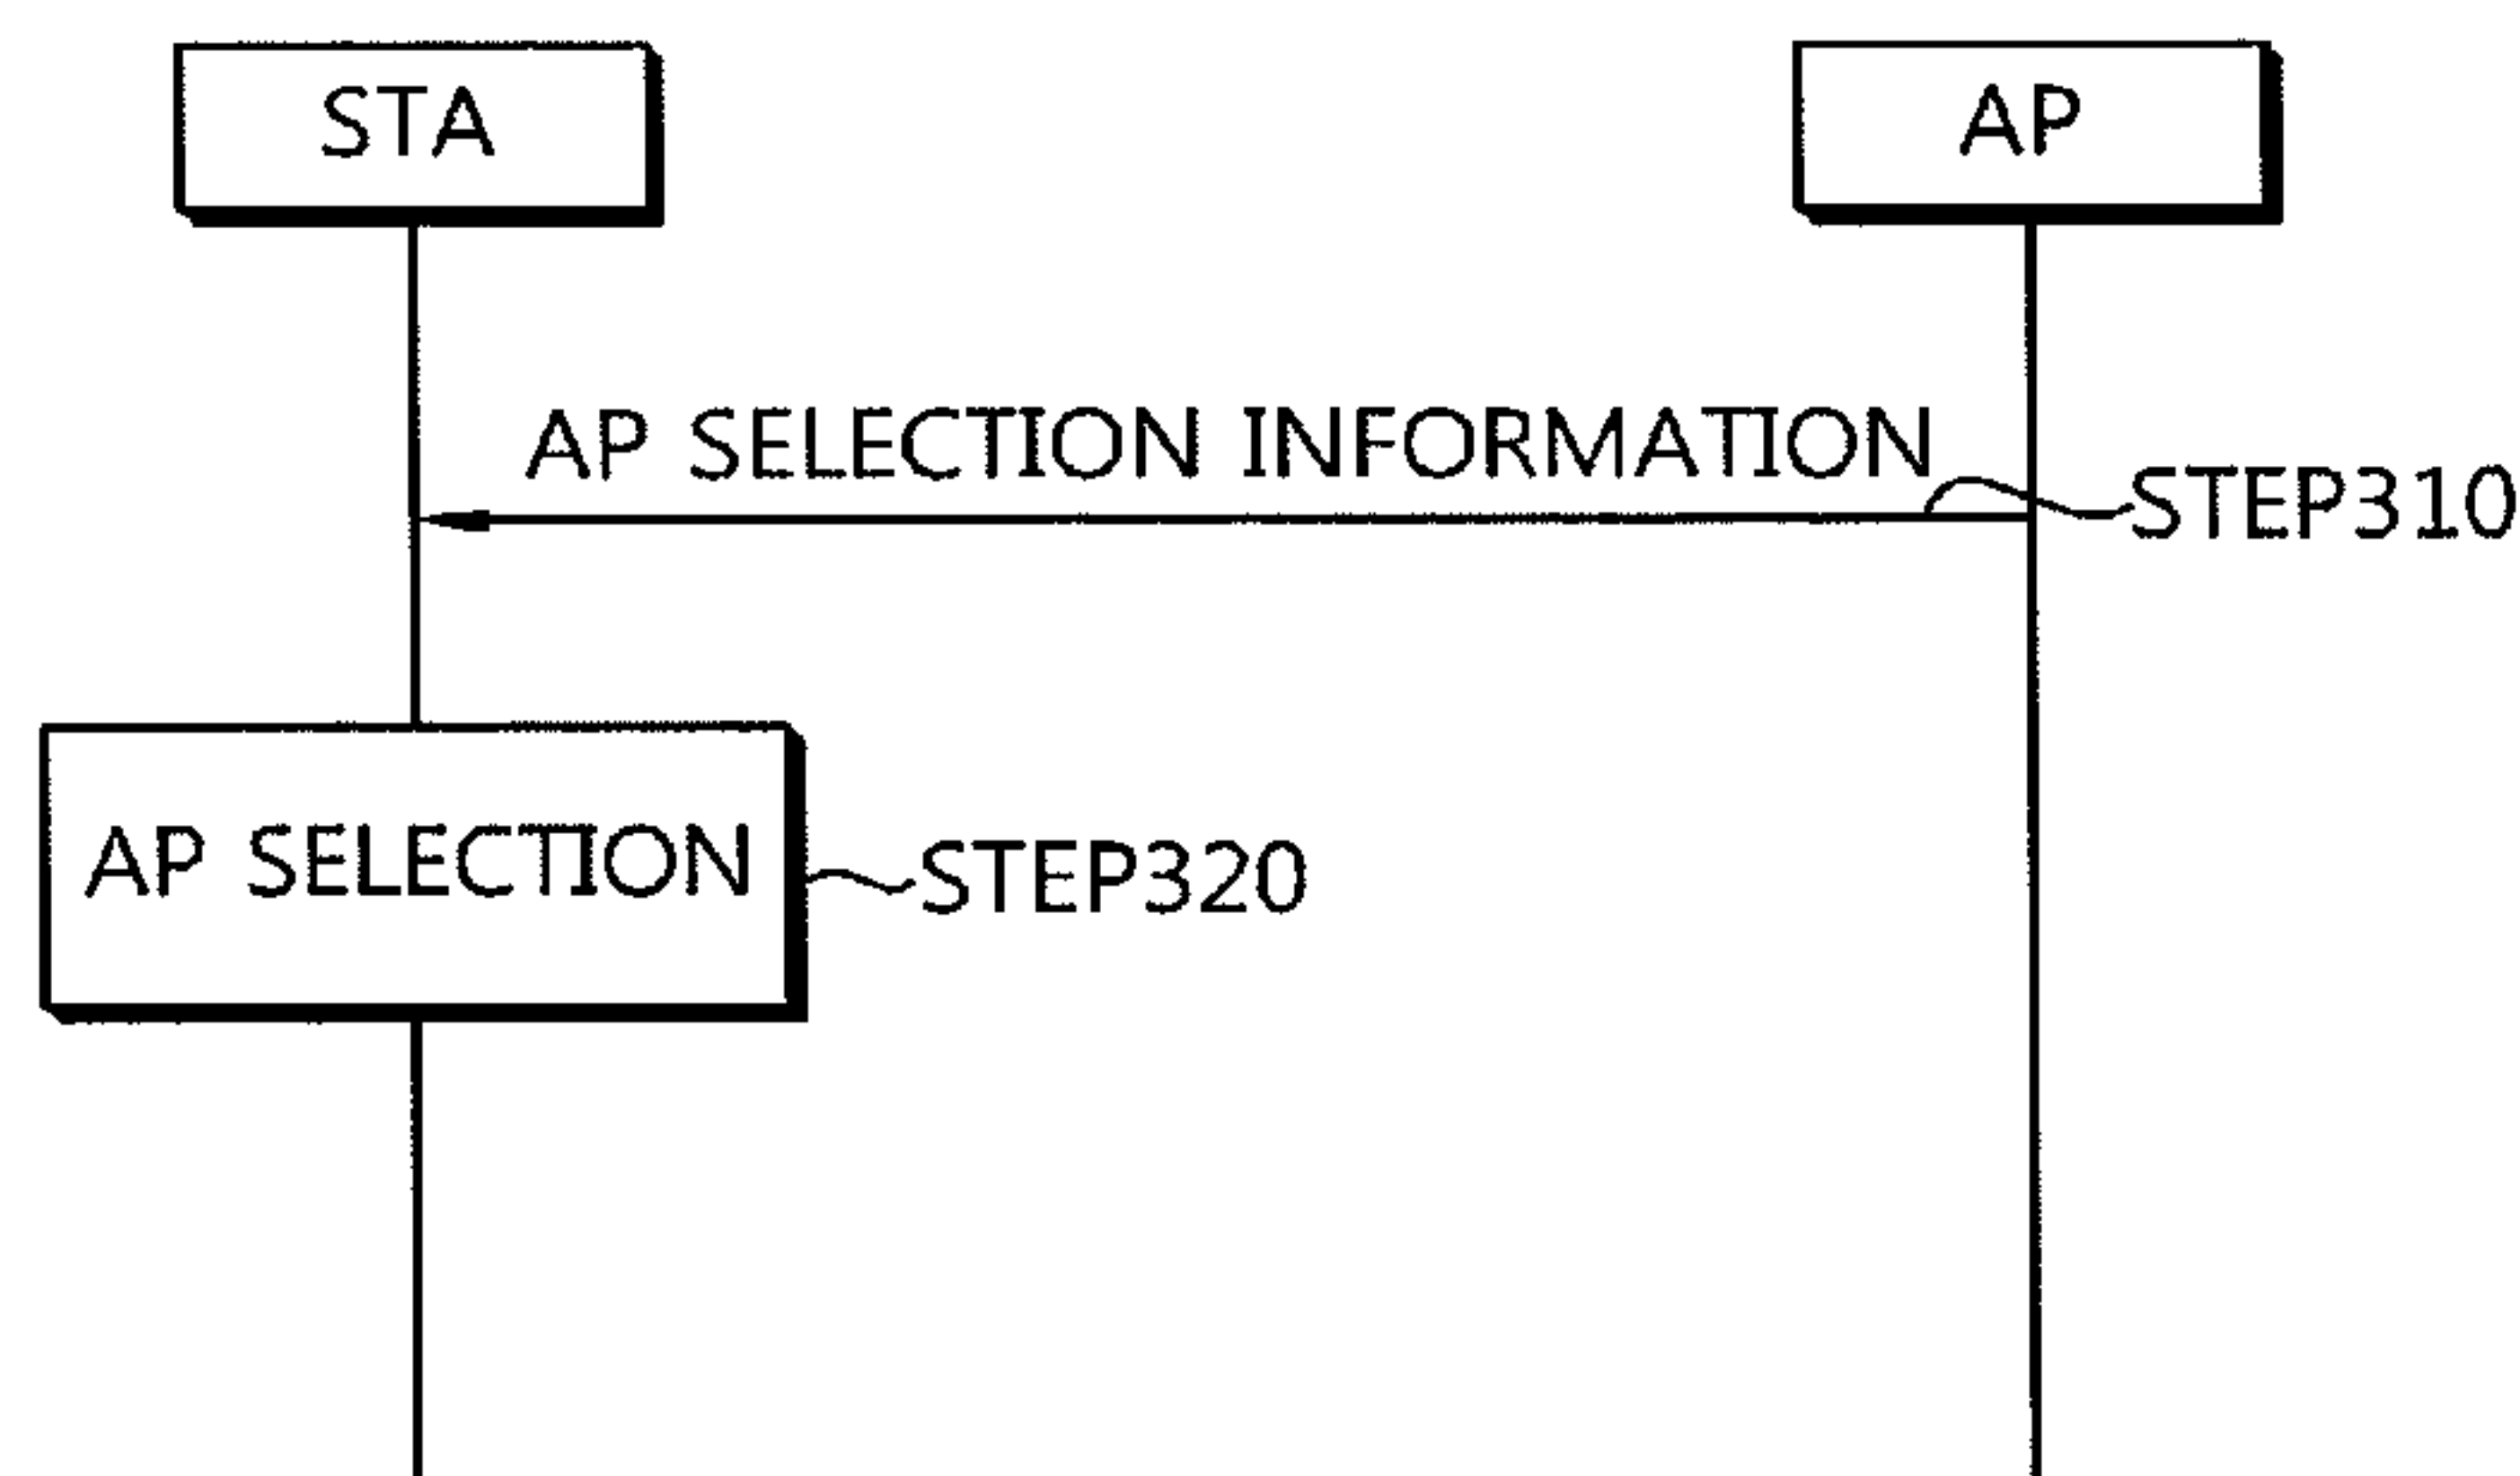 STA
AP
AP SELECTION INFORMATION
STEP310
AP SELECTION
STEP320